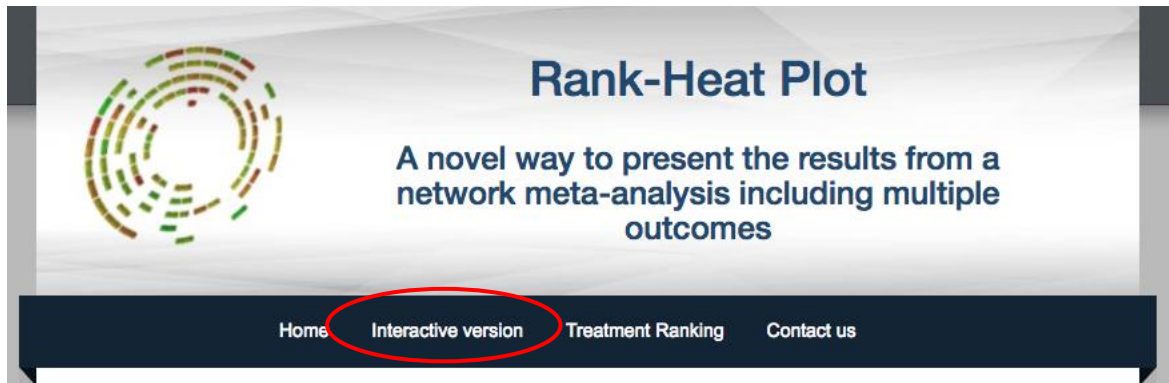 Rank-Heat Plot
A novel way to present the results from a
network meta-analysis including multiple
outcomes
Home Interactive version Treatment Ranking Contact us